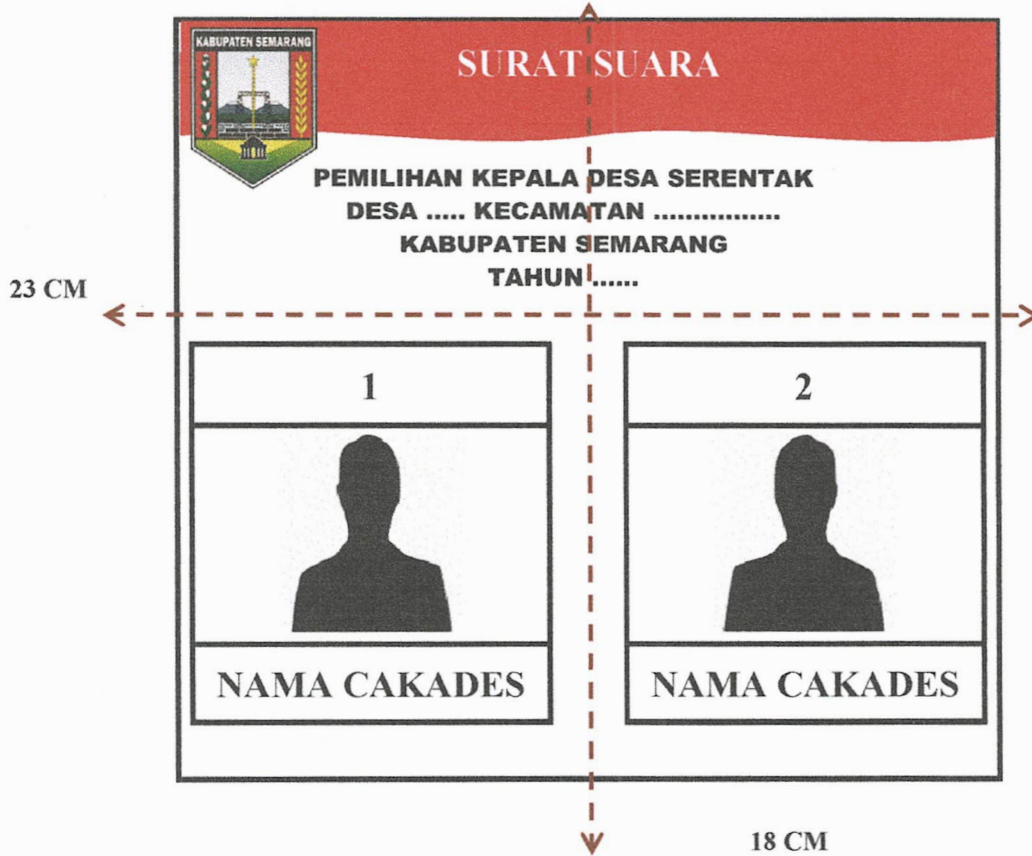 KABUPATEN SEMARANG
SURAT SUARA
PEMILIHAN KEPALA DESA SERENTAK
DESA ..... KECAMATAN ................
KABUPATEN SEMARANG
TAHUN ......
23 CM
1
2
NAMA CAKADES
NAMA CAKADES
18 CM